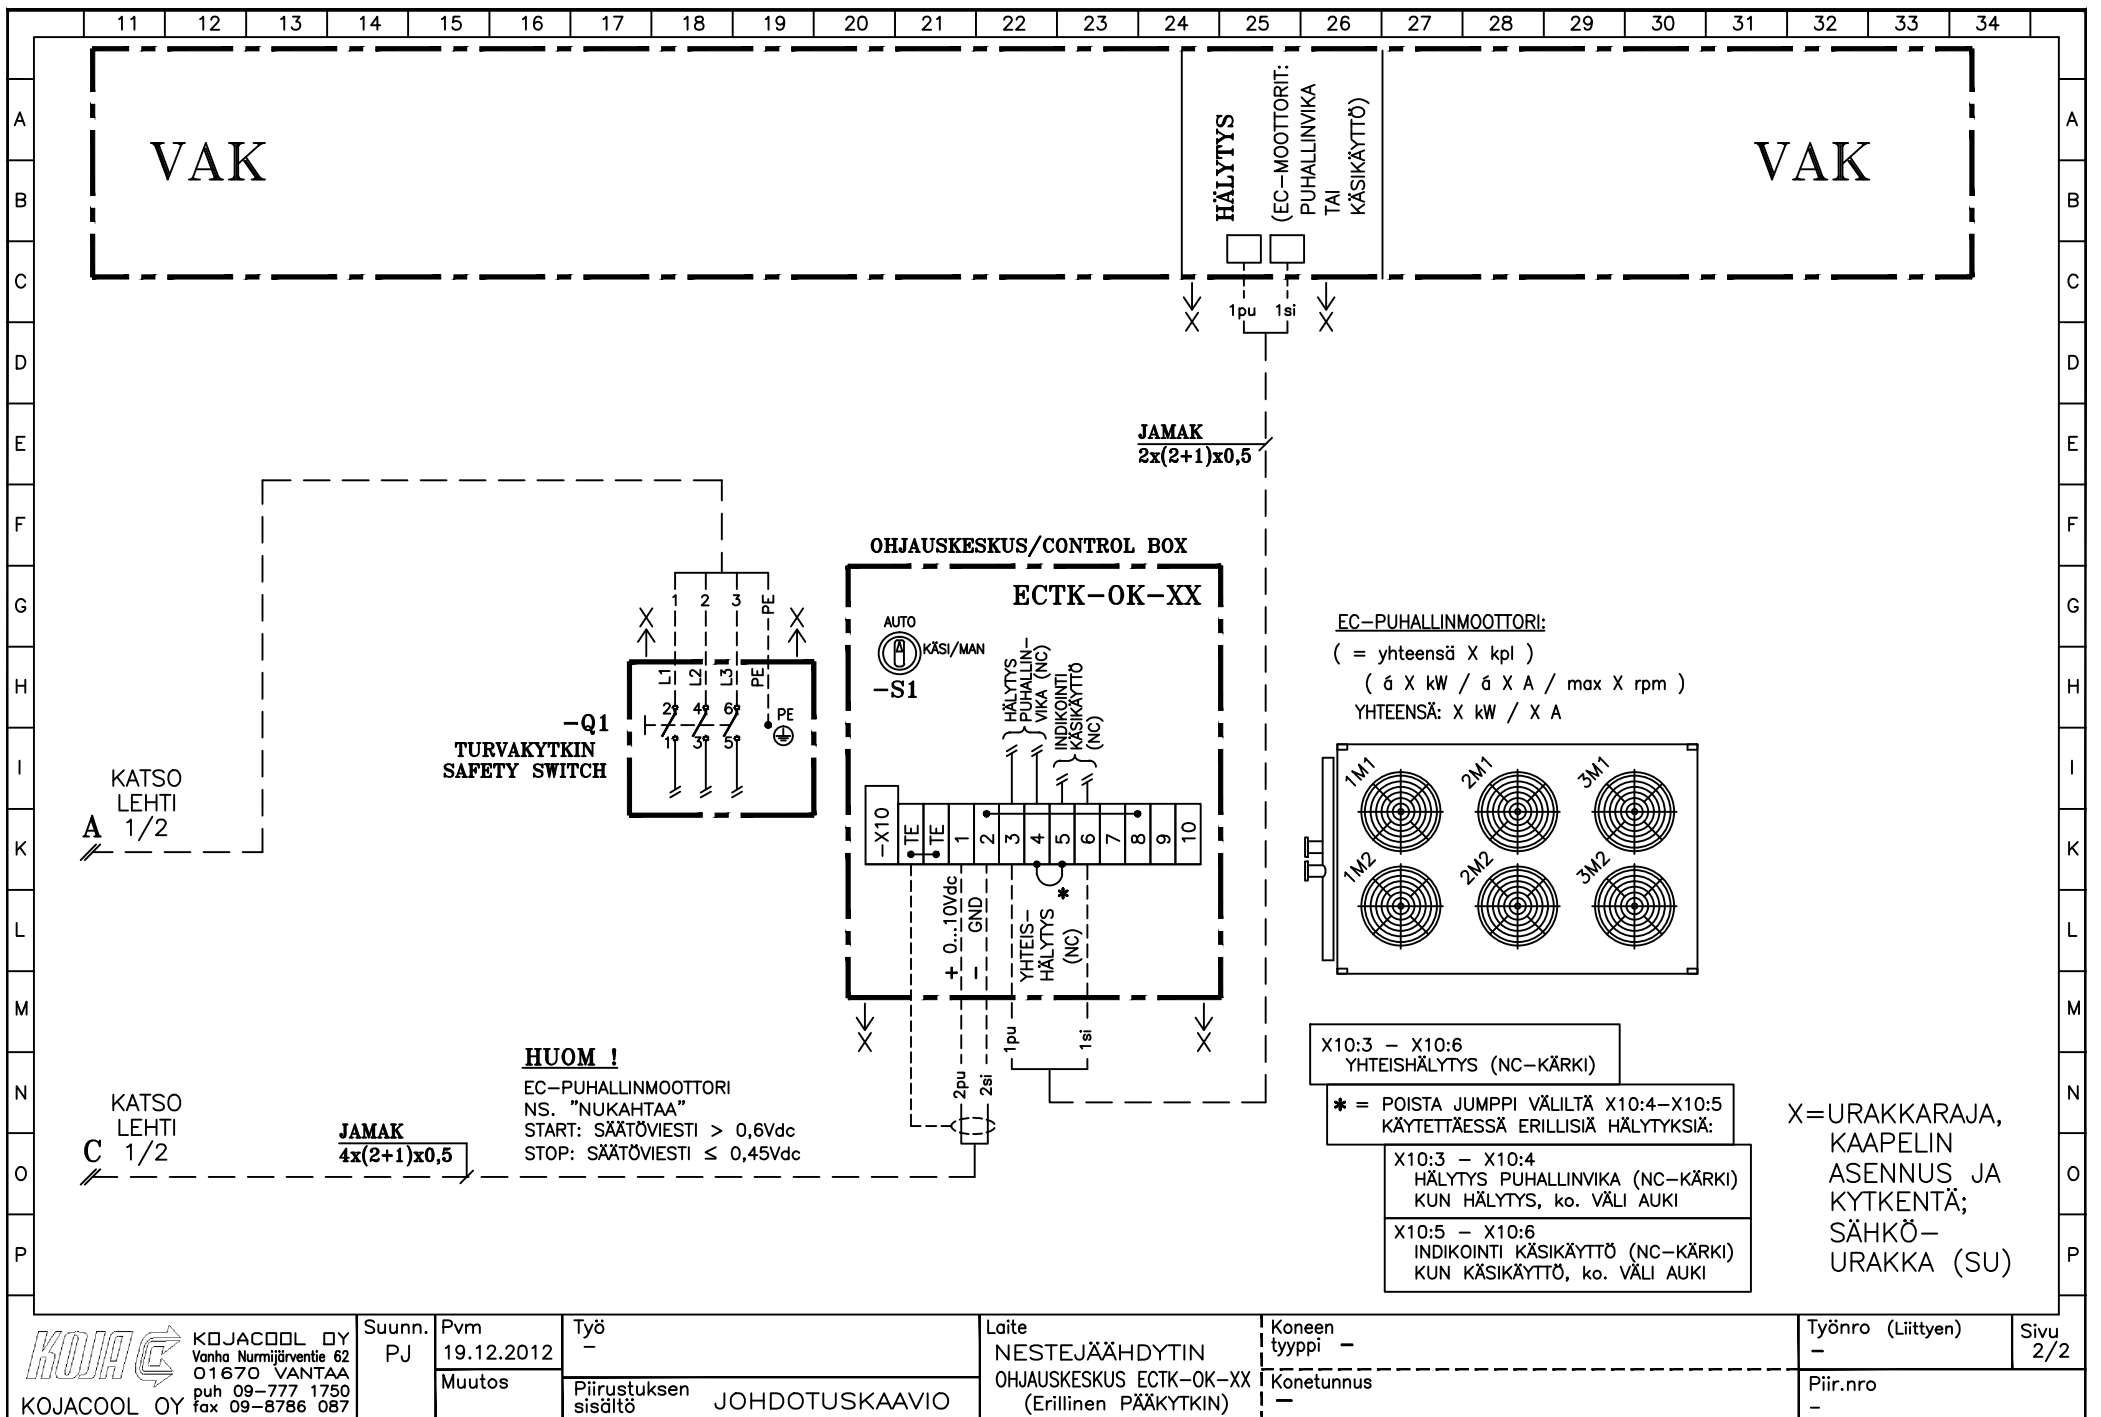 11 12 13 14 15 16 17 18 19 20 21 22 23 24 25 26 27 28 29 30 31 32 33 34
A
B
C
D
E
F
G
H
I
K
L
M
N
O
P
A
B
C
D
E
F
G
H
I
K
L
M
N
O
P
VAK
HÄLYTYS
(EC-MOOTTORIT:
PUHALLINVIKA
TAI
KÄSIKÄYTTÖ)
VAK
X
1pu
1si
X
JAMAK
2x(2+1)x0,5
OHJAUSKESKUS/CONTROL BOX
ECTK-OK-XX
AUTO
KÄSI/MAN
-S1
HÄLYTYS
PUHALLIN-
VIKA (NC)
INDIKOINTI
KÄSIKÄYTTÖ
(NC)
X
1
2
3
PE
X
L1
L2
L3
PE
2
4
6
PE
1
3
5
-Q1
TURVAKYTKIN
SAFETY SWITCH
KATSO
LEHTI
1/2
A
-X10 TE TE 1 2 3 4 5 6 7 8 9 10
+ 0...10Vdc
- GND
YHTEIS-
HÄLYTYS
(NC)
*
X
X
2pu
2si
1pu
1si
EC-PUHALLINMOOTTORI:
( = yhteensä X kpl )
( á X kW / á X A / max X rpm )
YHTEENSÄ: X kW / X A
1M1
2M1
3M1
1M2
2M2
3M2
HUOM !
EC-PUHALLINMOOTTORI
NS. "NUKAHTAA"
START: SÄÄTÖVIESTI > 0,6Vdc
STOP: SÄÄTÖVIESTI ≤ 0,45Vdc
KATSO
LEHTI
1/2
C
JAMAK
4x(2+1)x0,5
X10:3 - X10:6
YHTEISHÄLYTYS (NC-KÄRKI)
* = POISTA JUMPPI VÄLILTÄ X10:4-X10:5
KÄYTETTÄESSÄ ERILLISIÄ HÄLYTYKSIÄ:
X10:3 - X10:4
HÄLYTYS PUHALLINVIKA (NC-KÄRKI)
KUN HÄLYTYS, ko. VÄLI AUKI
X10:5 - X10:6
INDIKOINTI KÄSIKÄYTTÖ (NC-KÄRKI)
KUN KÄSIKÄYTTÖ, ko. VÄLI AUKI
X=URAKKARAJA,
KAAPELIN
ASENNUS JA
KYTKENTÄ;
SÄHKÖ-
URAKKA (SU)
KOJA
KOJACOOL OY
KOJACOOL OY
Vanha Nurmijärventie 62
01670 VANTAA
puh 09-777 1750
fax 09-8786 087
Suunn.
PJ
Pvm
19.12.2012
Muutos
Työ
-
Piirustuksen
sisältö
JOHDOTUSKAAVIO
Laite
NESTEJÄÄHDYTIN
OHJAUSKESKUS ECTK-OK-XX
(Erillinen PÄÄKYTKIN)
Koneen
tyyppi -
Konetunnus
-
Työnro (Liittyen)
-
Piir.nro
-
Sivu
2/2